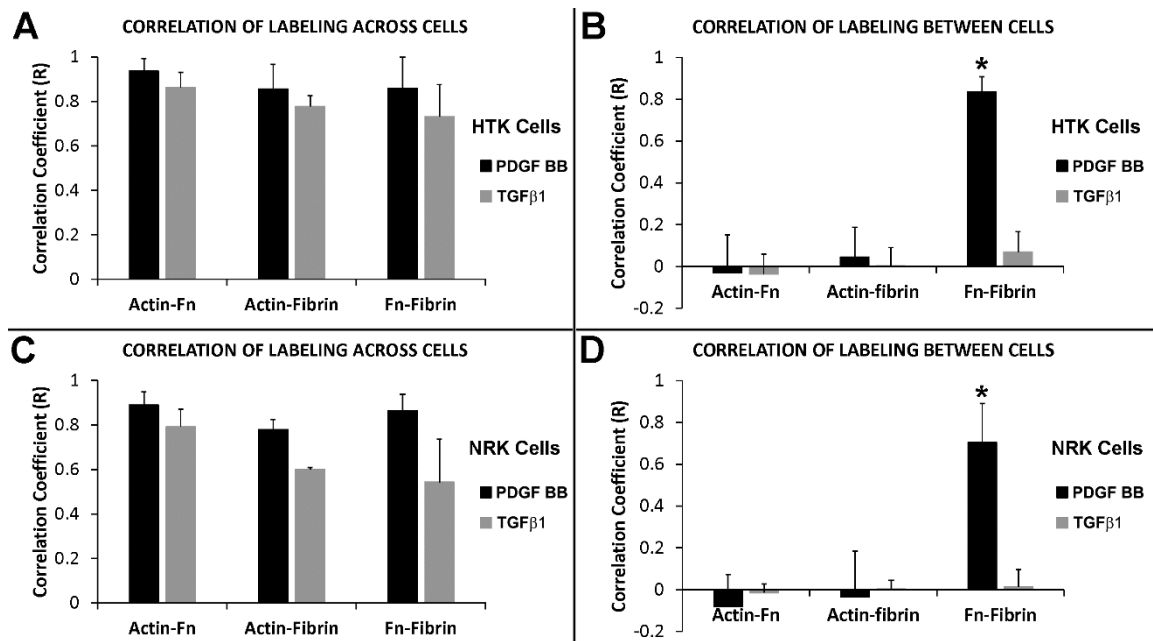 A
CORRELATION OF LABELING ACROSS CELLS
Correlation Coefficient (R)
1
0.8
0.6
0.4
0.2
0
Actin-Fn
Actin-Fibrin
Fn-Fibrin
HTK Cells
PDGF BB
TGFβ1
B
CORRELATION OF LABELING BETWEEN CELLS
Correlation Coefficient (R)
1
0.8
0.6
0.4
0.2
0
-0.2
*
Actin-Fn
Actin-fibrin
Fn-Fibrin
HTK Cells
PDGF BB
TGFβ1
C
CORRELATION OF LABELING ACROSS CELLS
Correlation Coefficient (R)
1
0.8
0.6
0.4
0.2
0
Actin-Fn
Actin-Fibrin
Fn-Fibrin
NRK Cells
PDGF BB
TGFβ1
D
CORRELATION OF LABELING BETWEEN CELLS
Correlation Coefficient (R)
1
0.8
0.6
0.4
0.2
0
-0.2
*
Actin-Fn
Actin-fibrin
Fn-Fibrin
NRK Cells
PDGF BB
TGFβ1